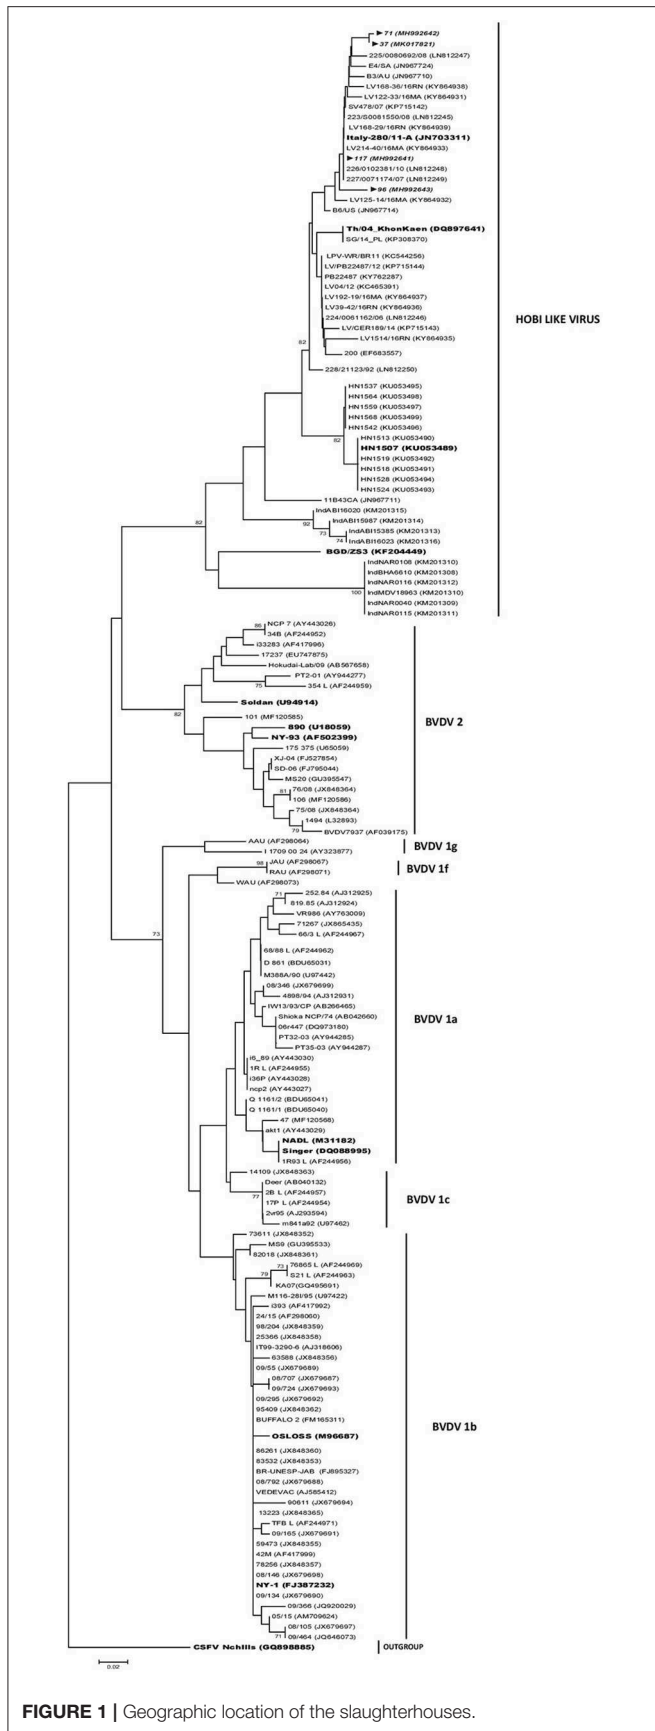 ►71 (MH992642)
►37 (MK017821)
225/0080692/08 (LN812247)
E4/SA (JN967724)
B3/AU (JN967710)
LV168-36/16RN (KY864938)
LV122-33/16MA (KY864931)
SV478/07 (KP715142)
223/S0081550/08 (LN812245)
LV168-29/16RN (KY864939)
Italy-280/11-A (JN703311)
LV214-40/16MA (KY864933)
►117 (MH992641)
226/0102381/10 (LN812248)
227/0071174/07 (LN812249)
►96 (MH992643)
LV125-14/16MA (KY864932)
B6/US (JN967714)
Th/04_KhonKaen (DQ897641)
SG/14_PL (KP308370)
LPV-WR/BR11 (KC544256)
LV/PB22487/12 (KP715144)
PB22487 (KY762287)
LV04/12 (KC465391)
LV192-19/16MA (KY864937)
LV39-42/16RN (KY864936)
224/0061162/06 (LN812246)
LV/CER189/14 (KP715143)
LV1514/16RN (KY864935)
200 (EF683557)
228/21123/92 (LN812250)
82
HOBI LIKE VIRUS
HN1537 (KU053495)
HN1564 (KU053498)
HN1559 (KU053497)
HN1568 (KU053499)
HN1542 (KU053496)
HN1513 (KU053490)
82
HN1507 (KU053489)
HN1519 (KU053492)
HN1518 (KU053491)
HN1528 (KU053494)
HN1524 (KU053493)
11B43CA (JN967711)
IndABI16020 (KM201315)
IndABI15987 (KM201314)
92
IndABI15385 (KM201313)
73
IndABI16023 (KM201316)
74
82
BGD/ZS3 (KF204449)
IndNAR0108 (KM201310)
IndBHA6610 (KM201308)
IndNAR0116 (KM201312)
IndMDV18963 (KM201310)
100
IndNAR0040 (KM201309)
IndNAR0115 (KM201311)
NCP 7 (AY443026)
86
34B (AF244952)
i33283 (AF417996)
17237 (EU747875)
Hokudai-Lab/09 (AB567658)
PT2-01 (AY944277)
75
354 L (AF244959)
Soldan (U94914)
82
101 (MF120585)
890 (U18059)
NY-93 (AF502399)
175 375 (U65059)
XJ-04 (FJ527854)
SD-06 (FJ795044)
MS20 (GU395547)
76/08 (JX848364)
81
106 (MF120586)
75/08 (JX848364)
1494 (L32893)
79
BVDV7937 (AF039175)
BVDV 2
AAU (AF298064)
I 1709 00 24 (AY323877)
BVDV 1g
JAU (AF298067)
98
RAU (AF298071)
WAU (AF298073)
BVDV 1f
73
252.84 (AJ312925)
71
819.85 (AJ312924)
VR986 (AY763009)
71267 (JX865435)
66/3 L (AF244967)
68/88 L (AF244962)
D 861 (BDU65031)
M388A/90 (U97442)
08/346 (JX679699)
4898/94 (AJ312931)
IW13/93/CP (AB266465)
Shioka NCP/74 (AB042660)
06r447 (DQ973180)
PT32-03 (AY944285)
PT35-03 (AY944287)
i6_89 (AY443030)
1R L (AF244955)
i36P (AY443028)
ncp2 (AY443027)
Q 1161/2 (BDU65041)
Q 1161/1 (BDU65040)
47 (MF120568)
akt1 (AY443029)
NADL (M31182)
Singer (DQ088995)
1R93 L (AF244956)
BVDV 1a
14109 (JX848363)
Deer (AB040132)
77
2B L (AF244957)
17P L (AF244954)
2vr95 (AJ293594)
m841a92 (U97462)
BVDV 1c
73611 (JX848352)
MS9 (GU395533)
82018 (JX848361)
76865 L (AF244969)
73
S21 L (AF244963)
79
KA07(GQ495691)
M116-28I/95 (U97422)
i393 (AF417992)
24/15 (AF298060)
98/204 (JX848359)
25366 (JX848358)
IT99-3290-6 (AJ318606)
63588 (JX848356)
09/55 (JX679689)
08/707 (JX679687)
09/724 (JX679693)
09/295 (JX679692)
95409 (JX848362)
BUFFALO 2 (FM165311)
OSLOSS (M96687)
86261 (JX848360)
83532 (JX848353)
BR-UNESP-JAB (FJ895327)
08/792 (JX679688)
VEDEVAC (AJ585412)
90611 (JX679694)
13223 (JX848365)
TFB L (AF244971)
09/165 (JX679691)
59473 (JX848355)
42M (AF417999)
78256 (JX848357)
08/146 (JX679698)
NY-1 (FJ387232)
09/134 (JX679690)
09/366 (JQ920029)
05/15 (AM709624)
08/105 (JX679697)
71
09/464 (JQ646073)
BVDV 1b
CSFV Nchills (GQ898885)
OUTGROUP
0.02
FIGURE 1 | Geographic location of the slaughterhouses.